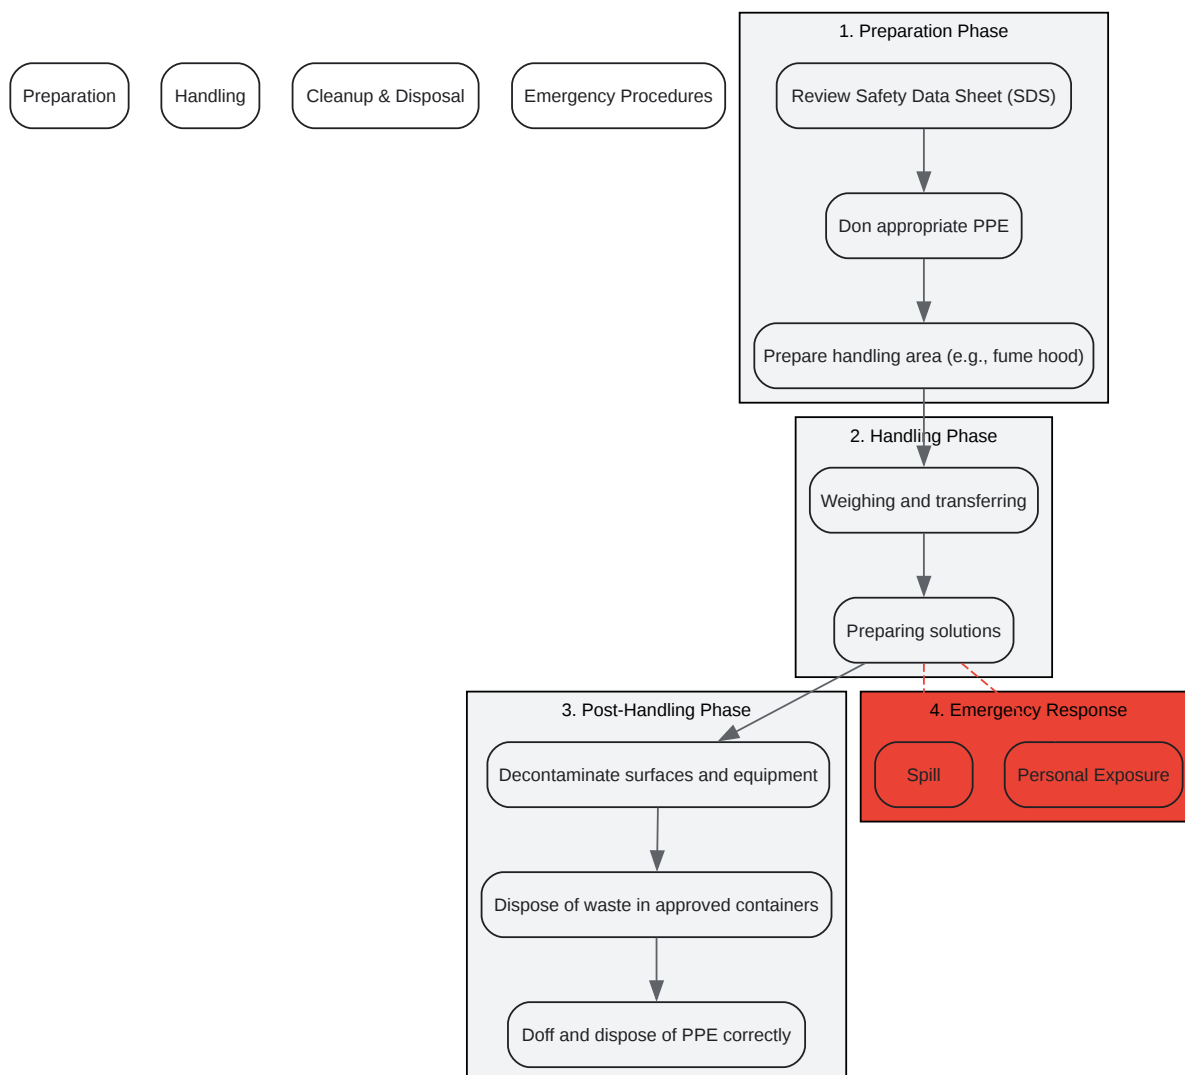 1. Preparation Phase
Preparation
Handling
Cleanup & Disposal
Emergency Procedures
Review Safety Data Sheet (SDS)
Don appropriate PPE
Prepare handling area (e.g., fume hood)
2. Handling Phase
Weighing and transferring
Preparing solutions
3. Post-Handling Phase
4. Emergency Response
Decontaminate surfaces and equipment
Spill
Personal Exposure
Dispose of waste in approved containers
Doff and dispose of PPE correctly